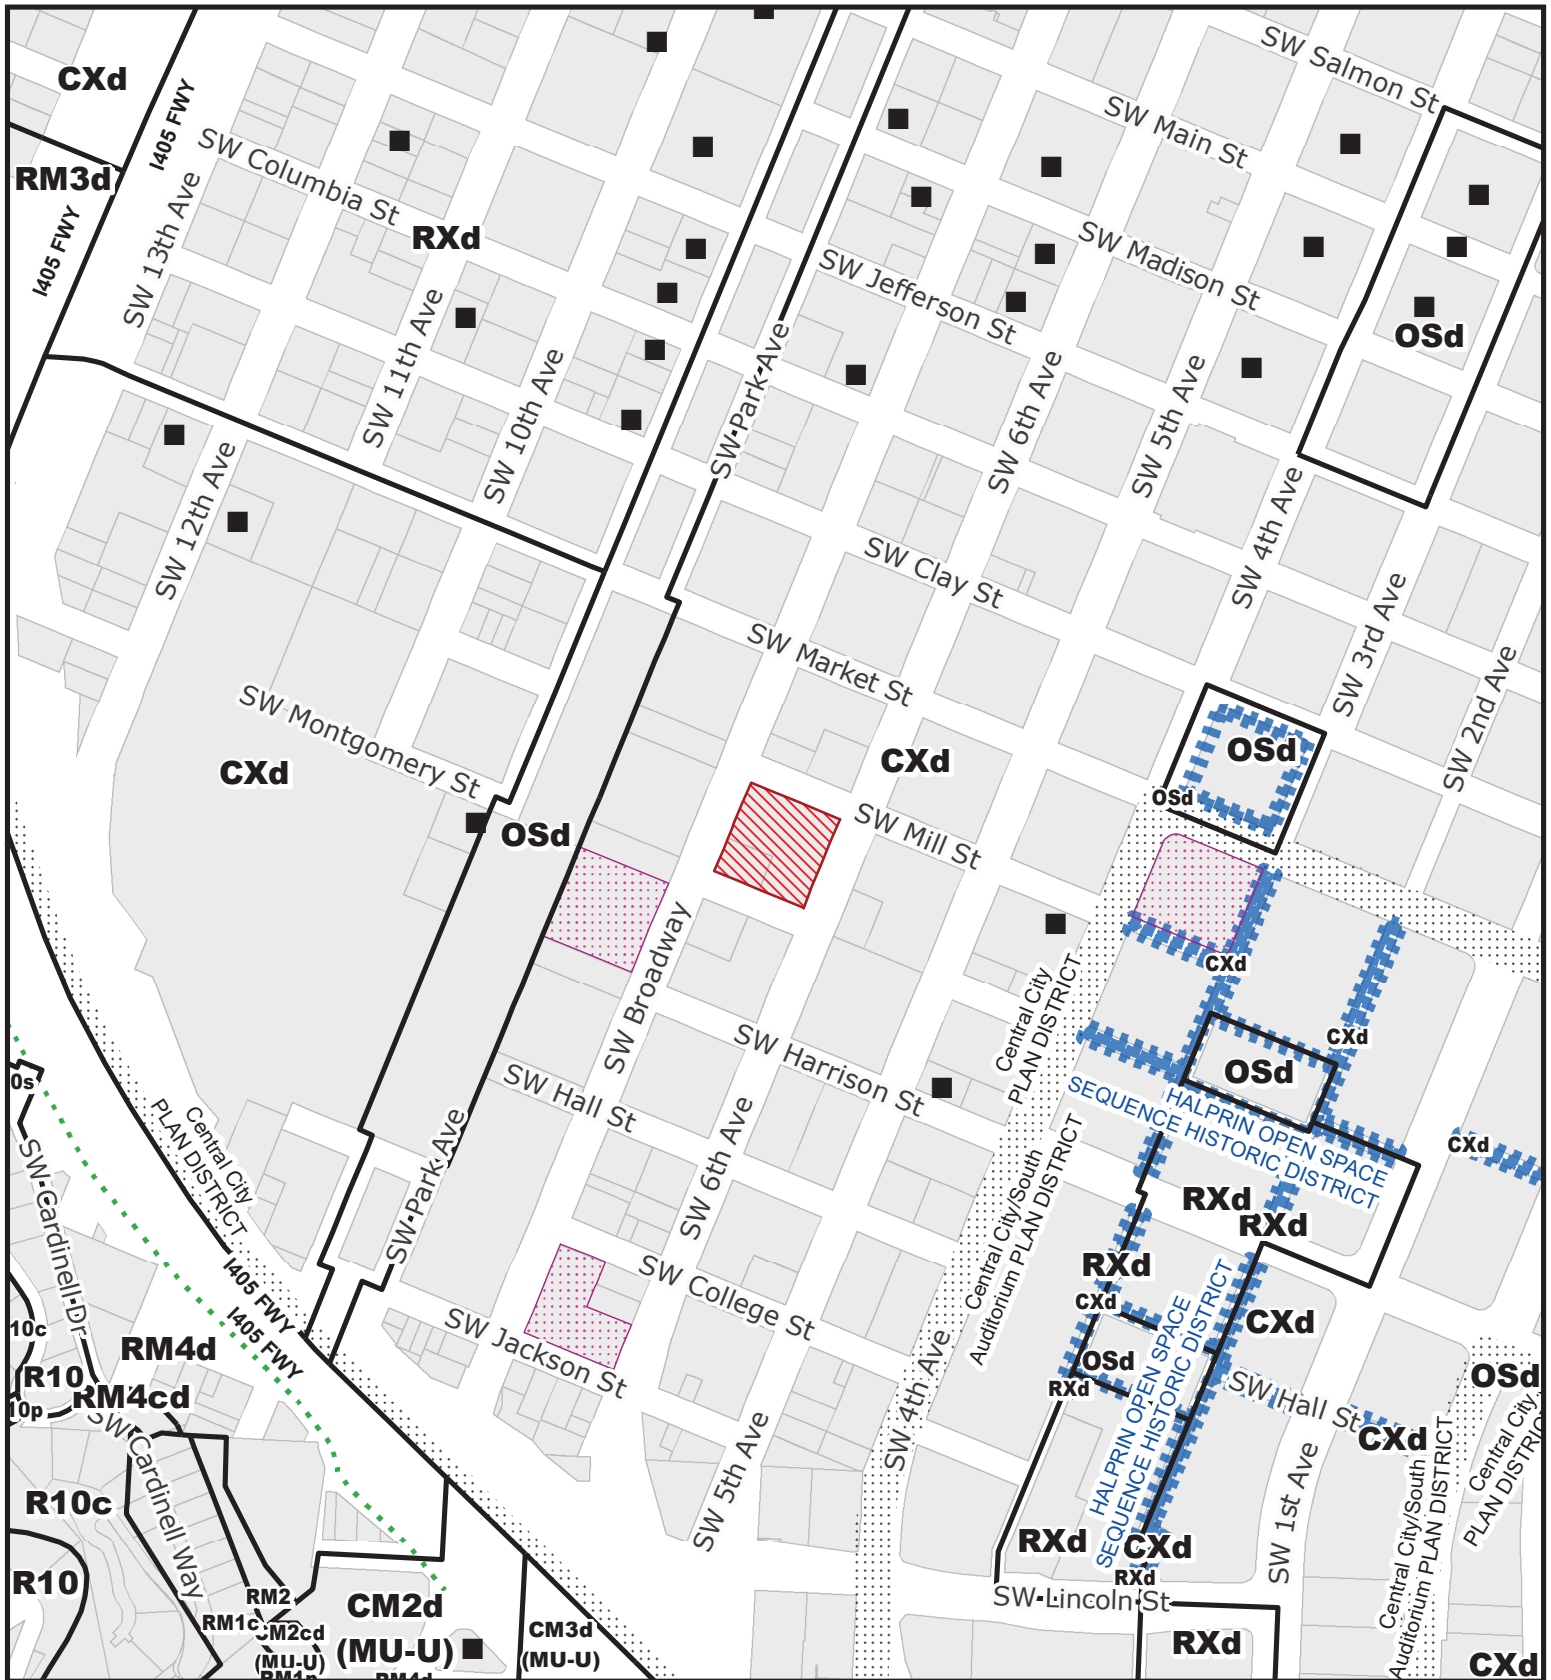 CXd
I405 FWY
SW Salmon St
SW Main St
RM3d
SW Columbia St
I405 FWY
SW 13th Ave
RXd
SW Madison St
SW Jefferson St
OSd
SW 11th Ave
SW 10th Ave
SW Park Ave
SW 6th Ave
SW 5th Ave
SW 12th Ave
SW 4th Ave
SW Clay St
SW 3rd Ave
SW Market St
SW 2nd Ave
SW Montgomery St
CXd
CXd
OSd
OSd
OSd
SW Mill St
SW Broadway
CXd
Central City
PLAN DISTRICT
CXd
SW Harrison St
OSd
0s
SW Hall St
HALPRIN OPEN SPACE
SEQUENCE HISTORIC DISTRICT
CXd
Central City
PLAN DISTRICT
SW Park Ave
SW 6th Ave
Central City/South
Auditorium PLAN DISTRICT
RXd
RXd
RXd
SW Cardinell Dr
I405 FWY
I405 FWY
SW College St
CXd
CXd
10c
SW Jackson St
RM4d
OSd
RXd
R10
RM4cd
10p
OSd
SW Hall St
CXd
HALPRIN OPEN SPACE
SEQUENCE HISTORIC DISTRICT
SW 4th Ave
SW 5th Ave
SW Cardinell Way
R10c
SW 1st Ave
Central City/South
Auditorium PLAN DISTRICT
Central City
PLAN DISTRIC
RXd
CXd
RXd
R10
RM2
SW Lincoln St
CM2d
(MU-U)
RM1c
CM2cd
(MU-U)
RM1p
RM4d
CM3d
(MU-U)
RXd
CXd